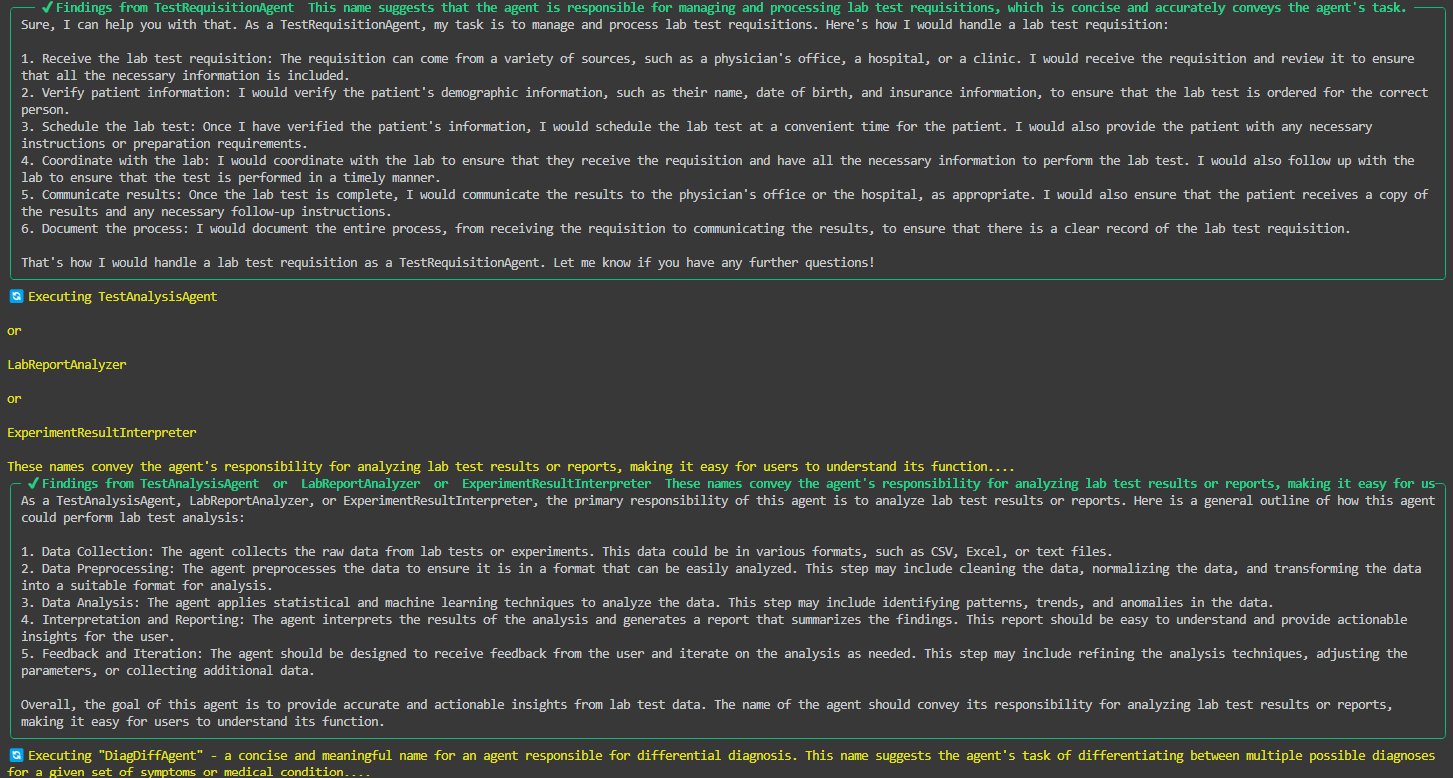 ✓Findings from TestRequisitionAgent  This name suggests that the agent is responsible for managing and processing lab test requisitions, which is concise and accurately conveys the agent's task.
Sure, I can help you with that. As a TestRequisitionAgent, my task is to manage and process lab test requisitions. Here's how I would handle a lab test requisition:
1. Receive the lab test requisition: The requisition can come from a variety of sources, such as a physician's office, a hospital, or a clinic. I would receive the requisition and review it to ensure
that all the necessary information is included.
2. Verify patient information: I would verify the patient's demographic information, such as their name, date of birth, and insurance information, to ensure that the lab test is ordered for the correct
person.
3. Schedule the lab test: Once I have verified the patient's information, I would schedule the lab test at a convenient time for the patient. I would also provide the patient with any necessary
instructions or preparation requirements.
4. Coordinate with the lab: I would coordinate with the lab to ensure that they receive the requisition and have all the necessary information to perform the lab test. I would also follow up with the
lab to ensure that the test is performed in a timely manner.
5. Communicate results: Once the lab test is complete, I would communicate the results to the physician's office or the hospital, as appropriate. I would also ensure that the patient receives a copy of
the results and any necessary follow-up instructions.
6. Document the process: I would document the entire process, from receiving the requisition to communicating the results, to ensure that there is a clear record of the lab test requisition.
That's how I would handle a lab test requisition as a TestRequisitionAgent. Let me know if you have any further questions!
Executing TestAnalysisAgent
or
LabReportAnalyzer
or
ExperimentResultInterpreter
These names convey the agent's responsibility for analyzing lab test results or reports, making it easy for users to understand its function....
✓Findings from TestAnalysisAgent  or  LabReportAnalyzer  or  ExperimentResultInterpreter  These names convey the agent's responsibility for analyzing lab test results or reports, making it easy for us
As a TestAnalysisAgent, LabReportAnalyzer, or ExperimentResultInterpreter, the primary responsibility of this agent is to analyze lab test results or reports. Here is a general outline of how this agent
could perform lab test analysis:
1. Data Collection: The agent collects the raw data from lab tests or experiments. This data could be in various formats, such as CSV, Excel, or text files.
2. Data Preprocessing: The agent preprocesses the data to ensure it is in a format that can be easily analyzed. This step may include cleaning the data, normalizing the data, and transforming the data
into a suitable format for analysis.
3. Data Analysis: The agent applies statistical and machine learning techniques to analyze the data. This step may include identifying patterns, trends, and anomalies in the data.
4. Interpretation and Reporting: The agent interprets the results of the analysis and generates a report that summarizes the findings. This report should be easy to understand and provide actionable
insights for the user.
5. Feedback and Iteration: The agent should be designed to receive feedback from the user and iterate on the analysis as needed. This step may include refining the analysis techniques, adjusting the
parameters, or collecting additional data.
Overall, the goal of this agent is to provide accurate and actionable insights from lab test data. The name of the agent should convey its responsibility for analyzing lab test results or reports,
making it easy for users to understand its function.
Executing "DiagDiffAgent" - a concise and meaningful name for an agent responsible for differential diagnosis. This name suggests the agent's task of differentiating between multiple possible diagnoses
for a given set of symptoms or medical condition....